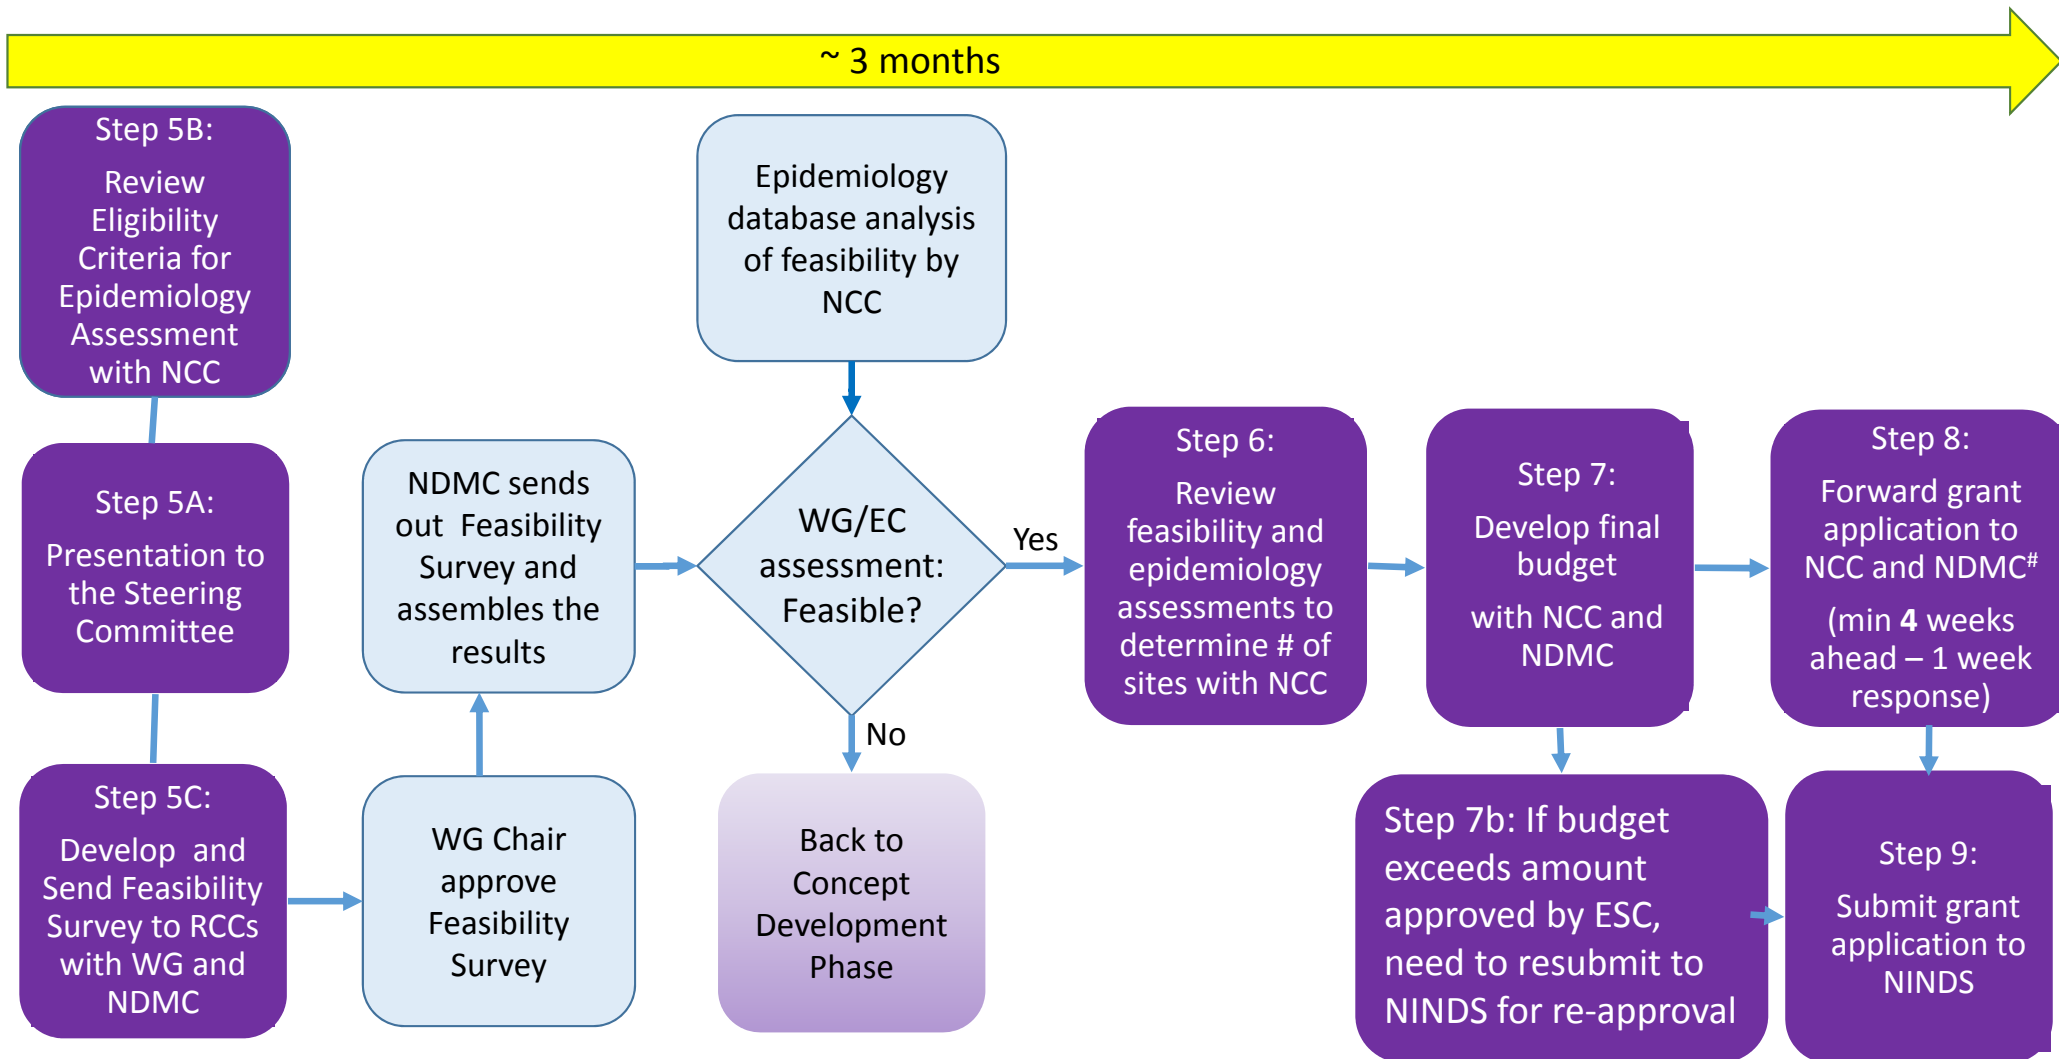 ~ 3 months
Step 5B:
Review
Eligibility
Criteria for
Epidemiology
Assessment
with NCC
Step 5A:
Presentation to
the Steering
Committee
Step 5C:
Develop and
Send Feasibility
Survey to RCCs
with WG and
NDMC
WG Chair
approve
Feasibility
Survey
NDMC sends
out Feasibility
Survey and
assembles the
results
Epidemiology
database analysis
of feasibility by
NCC
WG/EC
assessment:
Feasible?
Yes
No
Back to
Concept
Development
Phase
Step 6:
Review
feasibility and
epidemiology
assessments to
determine # of
sites with NCC
Step 7:
Develop final
budget
with NCC and
NDMC
Step 7b: If budget
exceeds amount
approved by ESC,
need to resubmit to
NINDS for re-approval
Step 8:
Forward grant
application to
NCC and NDMC#
(min 4 weeks
ahead – 1 week
response)
Step 9:
Submit grant
application to
NINDS